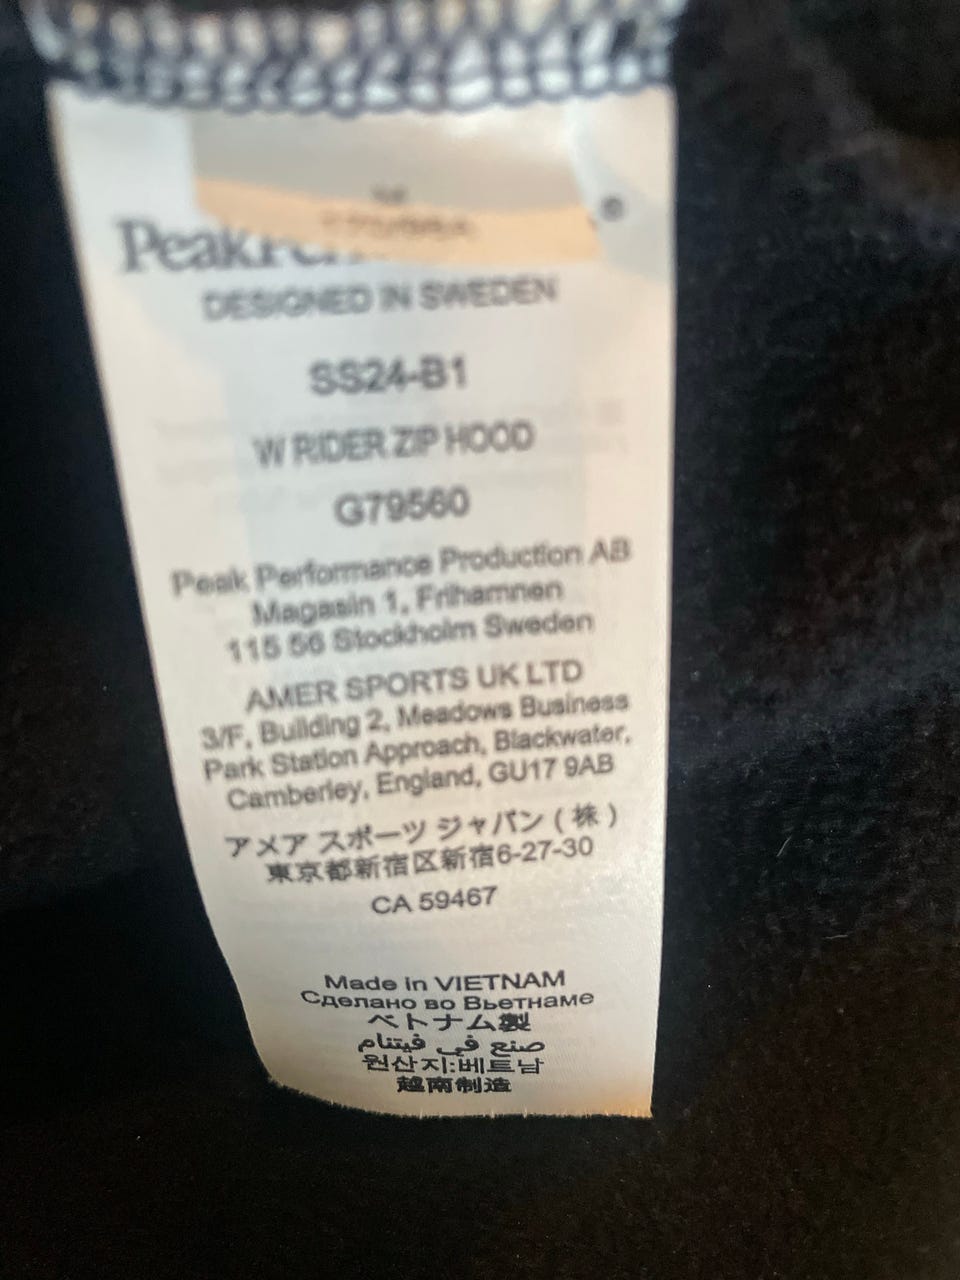 DESIGNED IN SWEDEN
SS24-B1
W RIDER ZIP HOOD
G79560
Peak Performance Production AB
Magasin 1, Frihamnen
115 56 Stockholm Sweden
AMER SPORTS UK LTD
3/F, Building 2, Meadows Business
Park Station Approach, Blackwater,
Camberley, England, GU17 9AB
アメア スポーツ ジャパン ( 株 )
東京都新宿区新宿6-27-30
CA 59467
Made in VIETNAM
Сделано во Вьетнаме
ベトナム製
صنع في فيتنام
원산지:베트남
越南制造